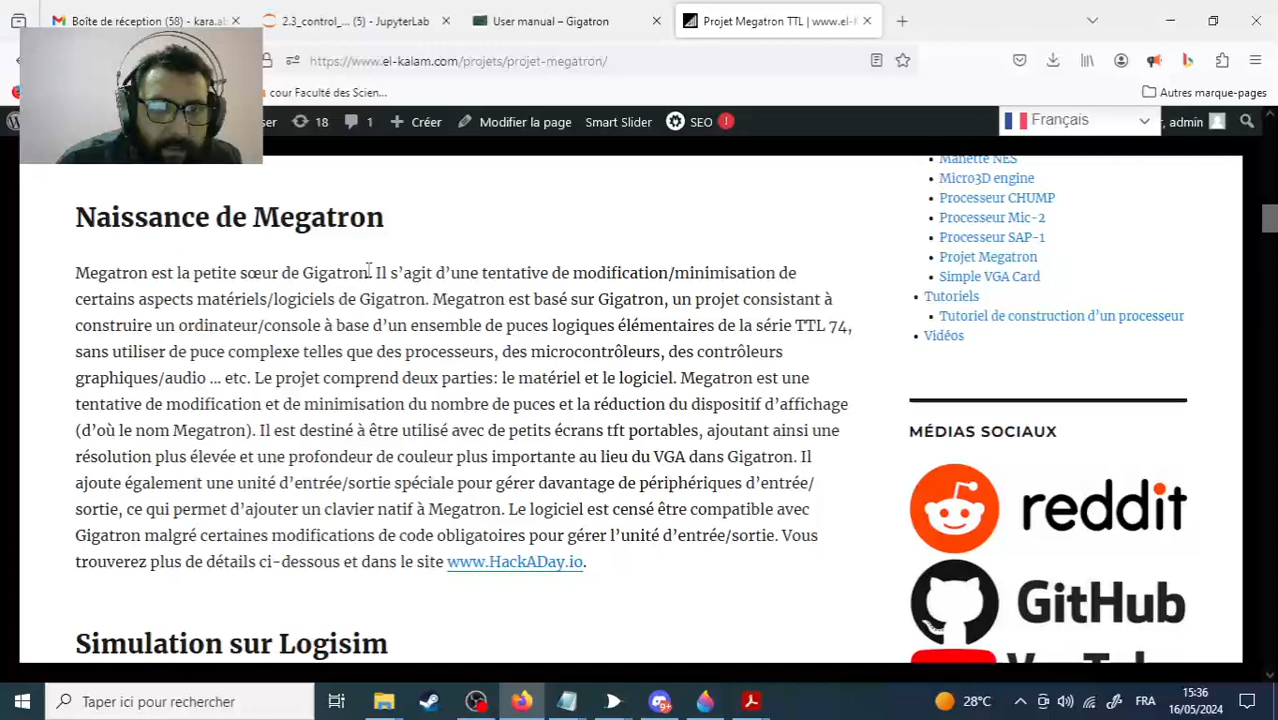 Boîte de réception (58) - kara.ab
2.3_control_... (5) - JupyterLab
User manual – Gigatron
Projet Megatron TTL | www.el-K
https://www.el-kalam.com/projets/projet-megatron/
cour Faculté des Scien...
Autres marque-pages
18
1
Créer
Modifier la page
Smart Slider
SEO
!
Français
, admin
Manette NES
Micro3D engine
Processeur CHUMP
Processeur Mic-2
Processeur SAP-1
Projet Megatron
Simple VGA Card
Tutoriels
Tutoriel de construction d’un processeur
Vidéos
Naissance de Megatron
Megatron est la petite sœur de Gigatron. Il s’agit d’une tentative de modification/minimisation de
certains aspects matériels/logiciels de Gigatron. Megatron est basé sur Gigatron, un projet consistant à
construire un ordinateur/console à base d’un ensemble de puces logiques élémentaires de la série TTL 74,
sans utiliser de puce complexe telles que des processeurs, des microcontrôleurs, des contrôleurs
graphiques/audio ... etc. Le projet comprend deux parties: le matériel et le logiciel. Megatron est une
tentative de modification et de minimisation du nombre de puces et la réduction du dispositif d’affichage
(d’où le nom Megatron). Il est destiné à être utilisé avec de petits écrans tft portables, ajoutant ainsi une
résolution plus élevée et une profondeur de couleur plus importante au lieu du VGA dans Gigatron. Il
ajoute également une unité d’entrée/sortie spéciale pour gérer davantage de périphériques d’entrée/
sortie, ce qui permet d’ajouter un clavier natif à Megatron. Le logiciel est censé être compatible avec
Gigatron malgré certaines modifications de code obligatoires pour gérer l’unité d’entrée/sortie. Vous
trouverez plus de détails ci-dessous et dans le site www.HackADay.io.
Simulation sur Logisim
MÉDIAS SOCIAUX
reddit
GitHub
Taper ici pour rechercher
9+
28°C
FRA
15:36
16/05/2024